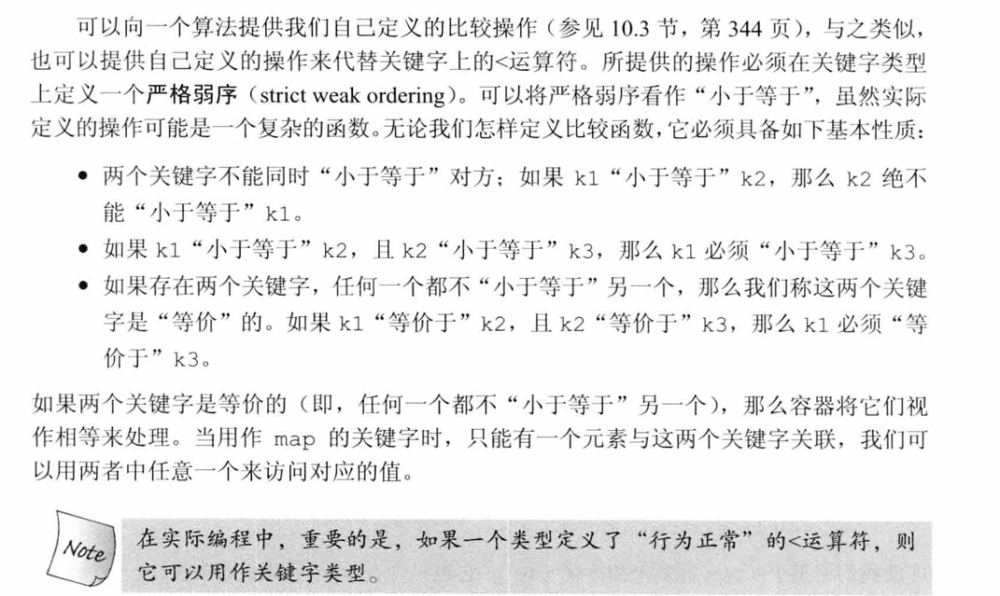 可以向一个算法提供我们自己定义的比较操作（参见 10.3 节，第 344 页），与之类似，
也可以提供自己定义的操作来代替关键字上的<运算符。所提供的操作必须在关键字类型
上定义一个严格弱序（strict weak ordering）。可以将严格弱序看作“小于等于”，虽然实际
定义的操作可能是一个复杂的函数。无论我们怎样定义比较函数，它必须具备如下基本性质：
● 两个关键字不能同时“小于等于”对方；如果 k1“小于等于”k2，那么 k2 绝不
能“小于等于”k1。
● 如果 k1“小于等于”k2，且 k2“小于等于”k3，那么 k1 必须“小于等于”k3。
● 如果存在两个关键字，任何一个都不“小于等于”另一个，那么我们称这两个关键
字是“等价”的。如果 k1“等价于”k2，且 k2“等价于”k3，那么 k1 必须“等
价于”k3。
如果两个关键字是等价的（即，任何一个都不“小于等于”另一个），那么容器将它们视
作相等来处理。当用作 map 的关键字时，只能有一个元素与这两个关键字关联，我们可
以用两者中任意一个来访问对应的值。
Note
在实际编程中，重要的是，如果一个类型定义了“行为正常”的<运算符，则
它可以用作关键字类型。